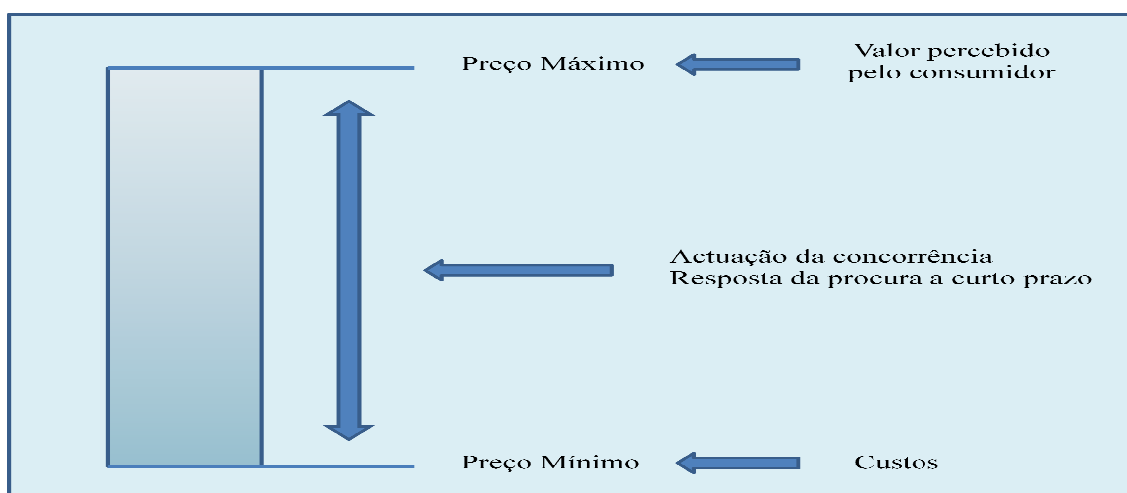 Preço Máximo
Valor percebido
pelo consumidor
Actuação da concorrência
Resposta da procura a curto prazo
Preço Mínimo
Custos